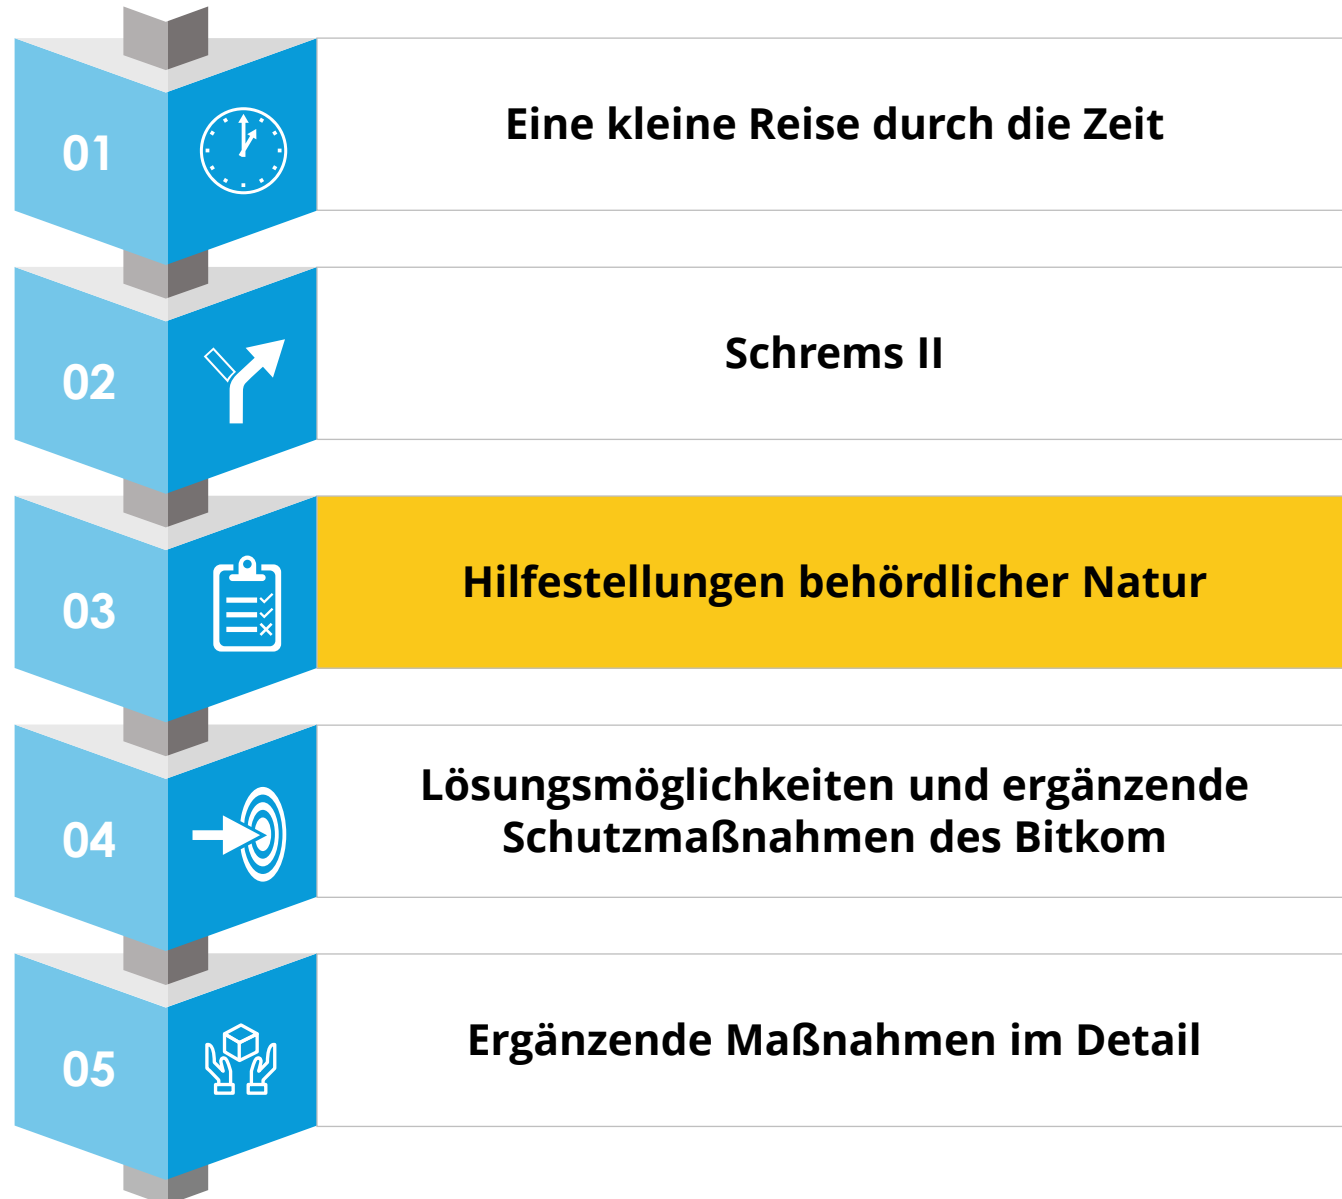 01
Eine kleine Reise durch die Zeit
02
Schrems II
03
Hilfestellungen behördlicher Natur
04
Lösungsmöglichkeiten und ergänzende
Schutzmaßnahmen des Bitkom
05
Ergänzende Maßnahmen im Detail